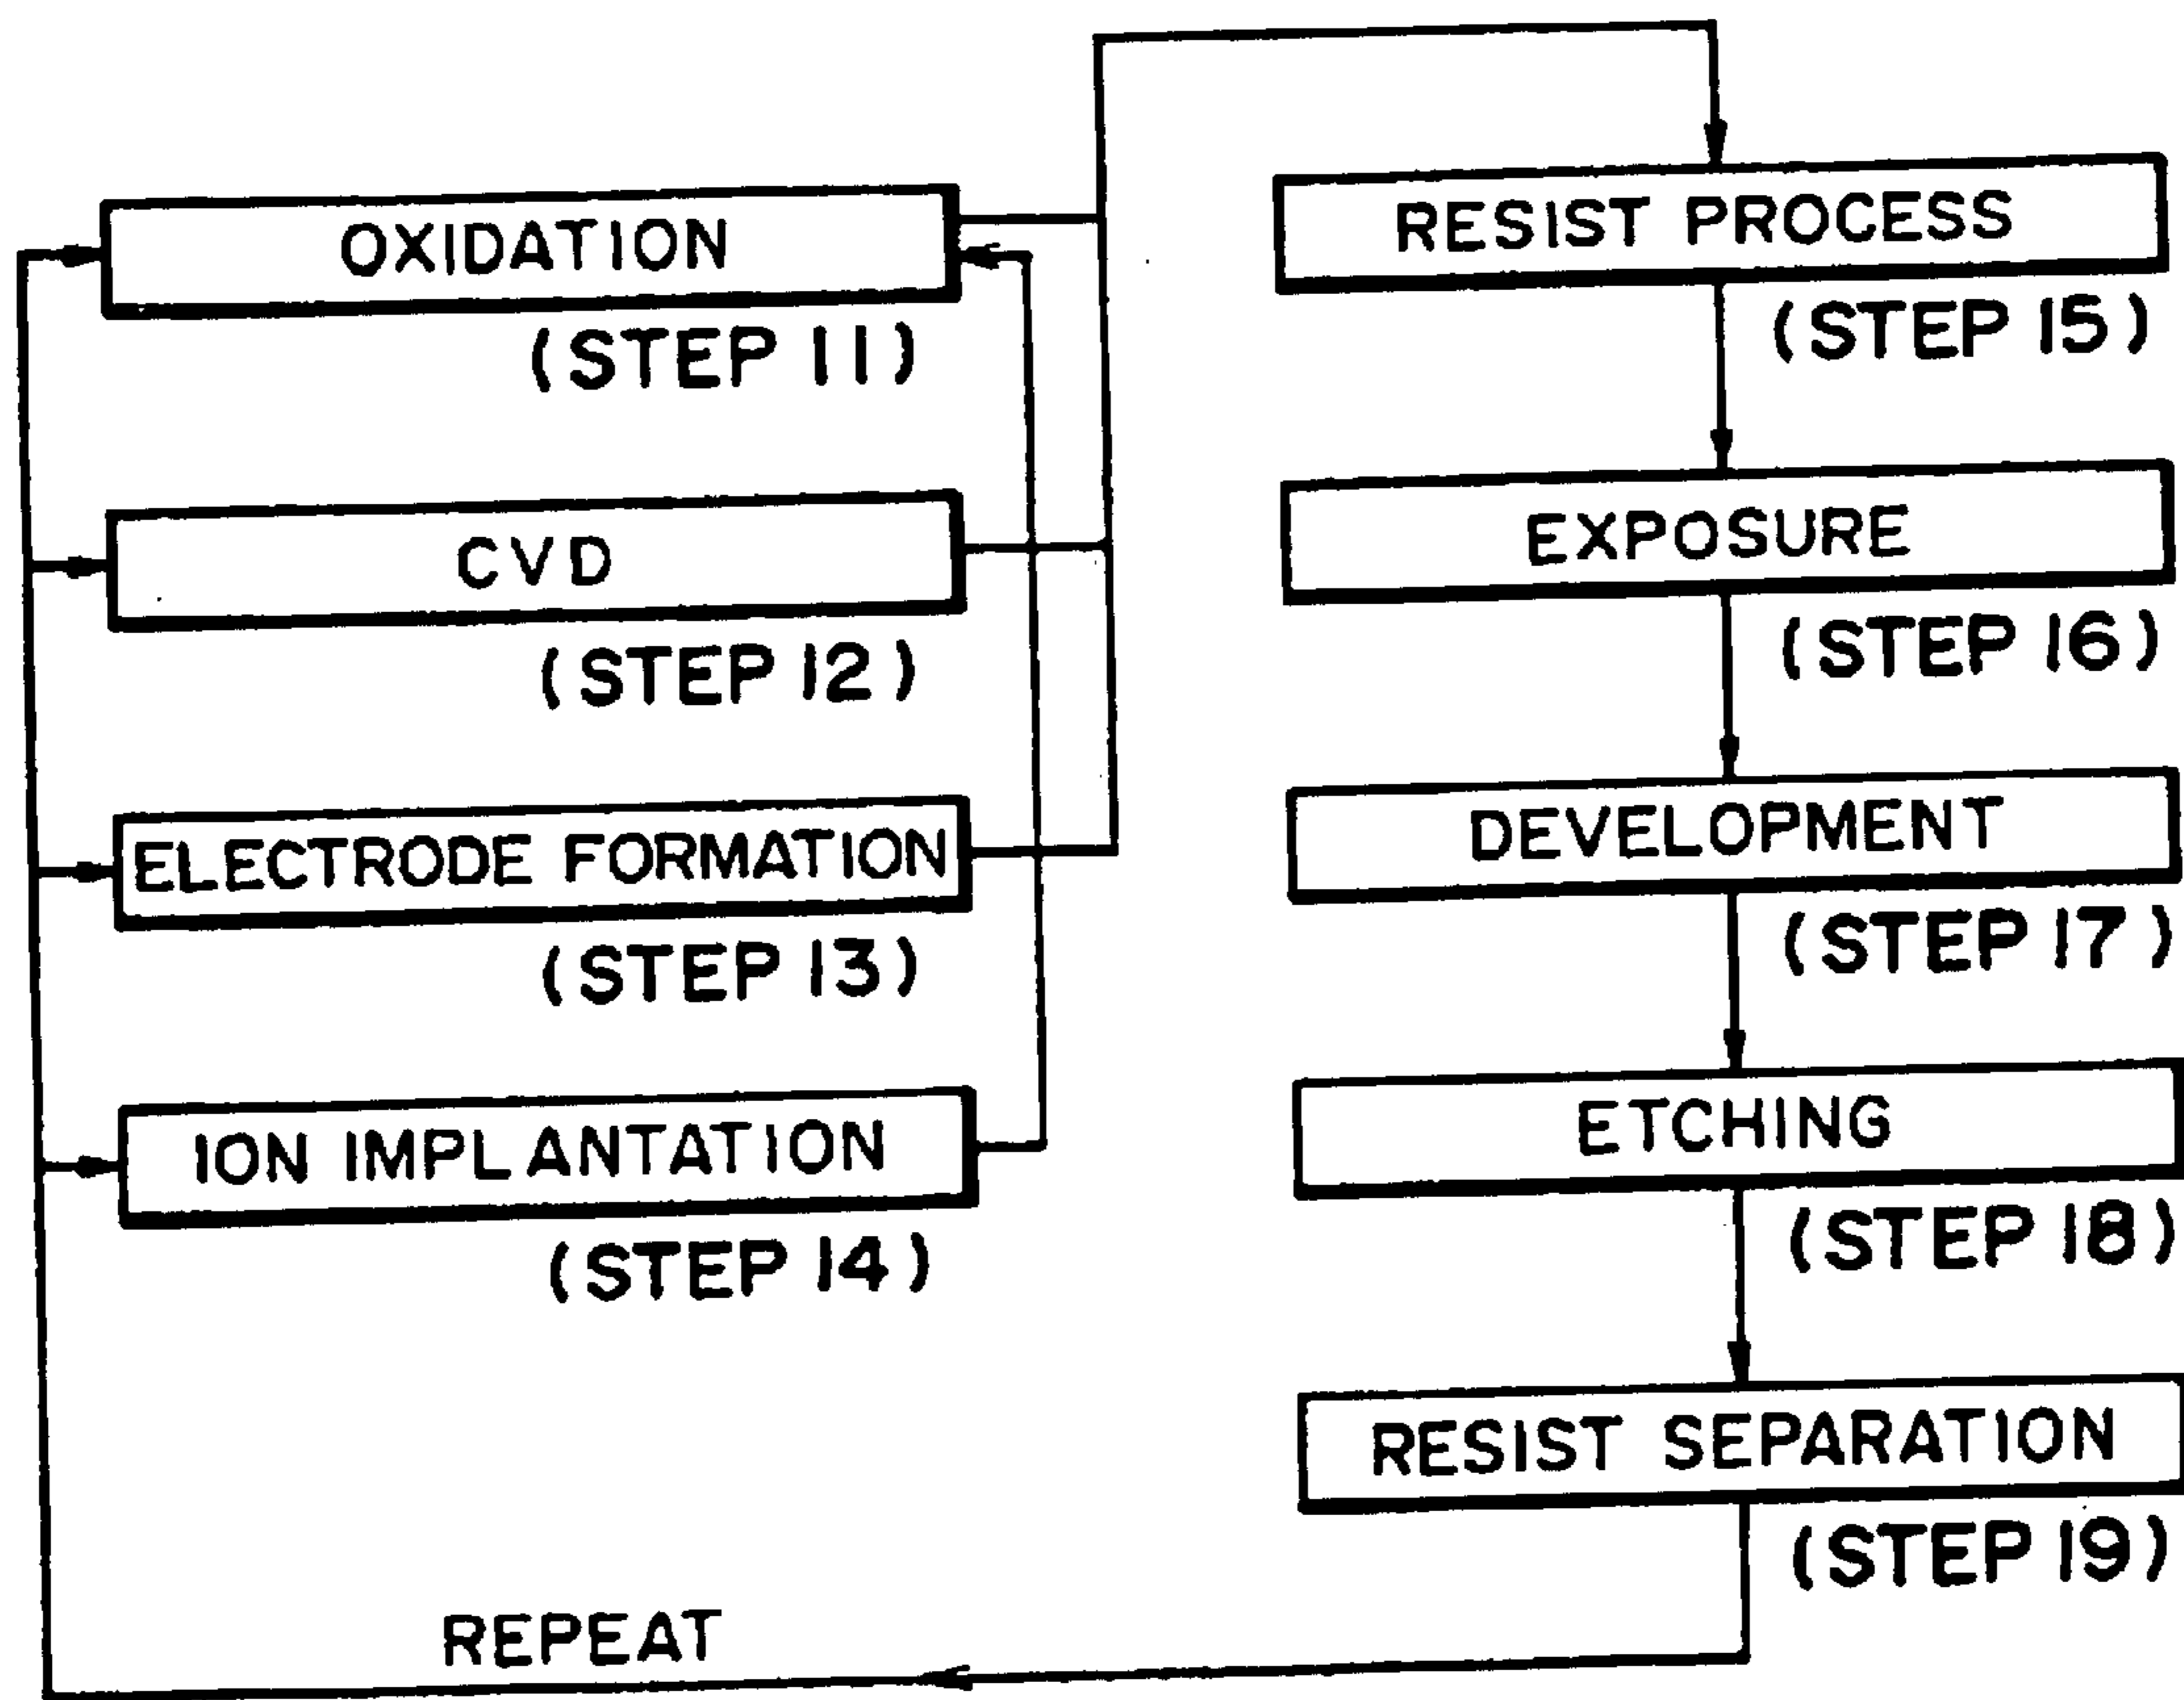 OXIDATION
(STEP 11)
CVD
(STEP 12)
ELECTRODE FORMATION
(STEP 13)
ION IMPLANTATION
(STEP 14)
RESIST PROCESS
(STEP 15)
EXPOSURE
(STEP 16)
DEVELOPMENT
(STEP 17)
ETCHING
(STEP 18)
RESIST SEPARATION
(STEP 19)
REPEAT